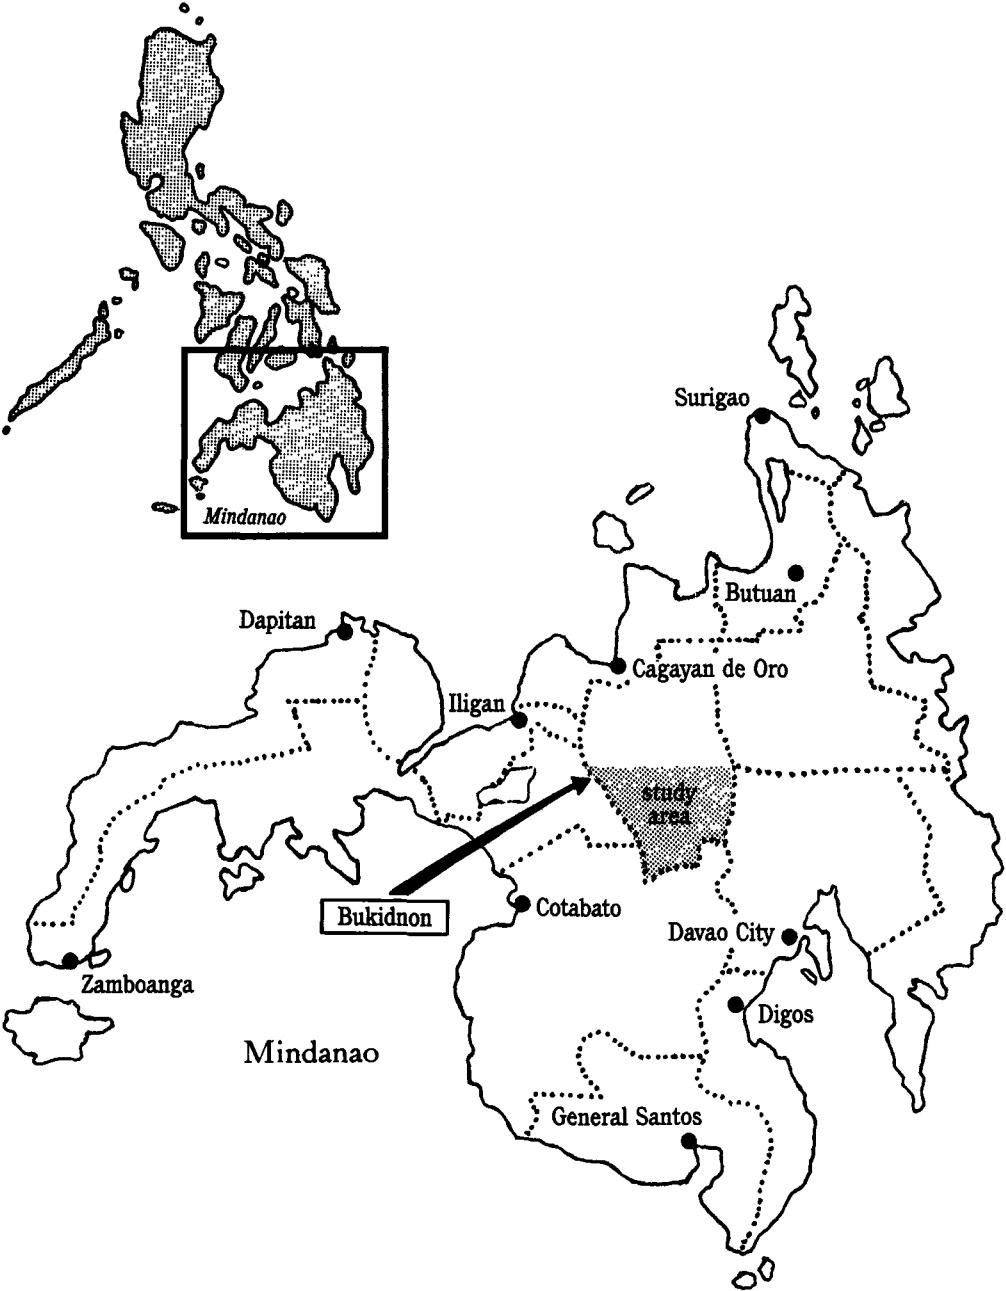 Mindanao
Surigao
Butuan
Dapitan
Cagayan de Oro
Iligan
study
area
Bukidnon
Cotabato
Davao City
Zamboanga
Digos
Mindanao
General Santos